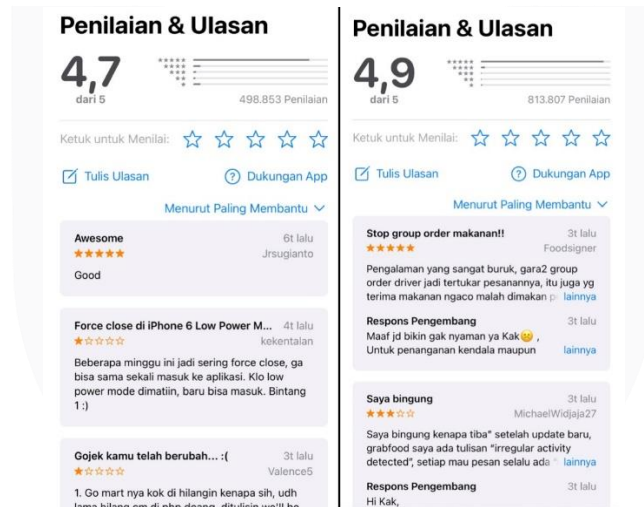 Penilaian & Ulasan
4,7
dari 5
498.853 Penilaian
Ketuk untuk Menilai:
Tulis Ulasan
Dukungan App
Menurut Paling Membantu
Awesome 6t lalu
Jrsugianto
Good
Force close di iPhone 6 Low Power M... 4t lalu
kekentalan
Beberapa minggu ini jadi sering force close, ga
bisa sama sekali masuk ke aplikasi. Klo low
power mode dimatiin, baru bisa masuk. Bintang
1 :)
Gojek kamu telah berubah... :( 3t lalu
Valence5
1. Go mart nya kok di hilangin kenapa sih, udh
Penilaian & Ulasan
4,9
dari 5
813.807 Penilaian
Ketuk untuk Menilai:
Tulis Ulasan
Dukungan App
Menurut Paling Membantu
Stop group order makanan!! 3t lalu
Foodsigner
Pengalaman yang sangat buruk, gara2 group
order driver jadi tertukar pesanannya, itu juga yg
terima makanan ngaco malah dimakan lainnya
Respons Pengembang 3t lalu
Maaf jd bikin gak nyaman ya Kak😔 ,
Untuk penanganan kendala maupun lainnya
Saya bingung 3t lalu
MichaelWidjaja27
Saya bingung kenapa tiba" setelah update baru,
grabfood saya ada tulisan "irregular activity
detected", setiap mau pesan selalu ada " lainnya
Respons Pengembang 3t lalu
Hi Kak,